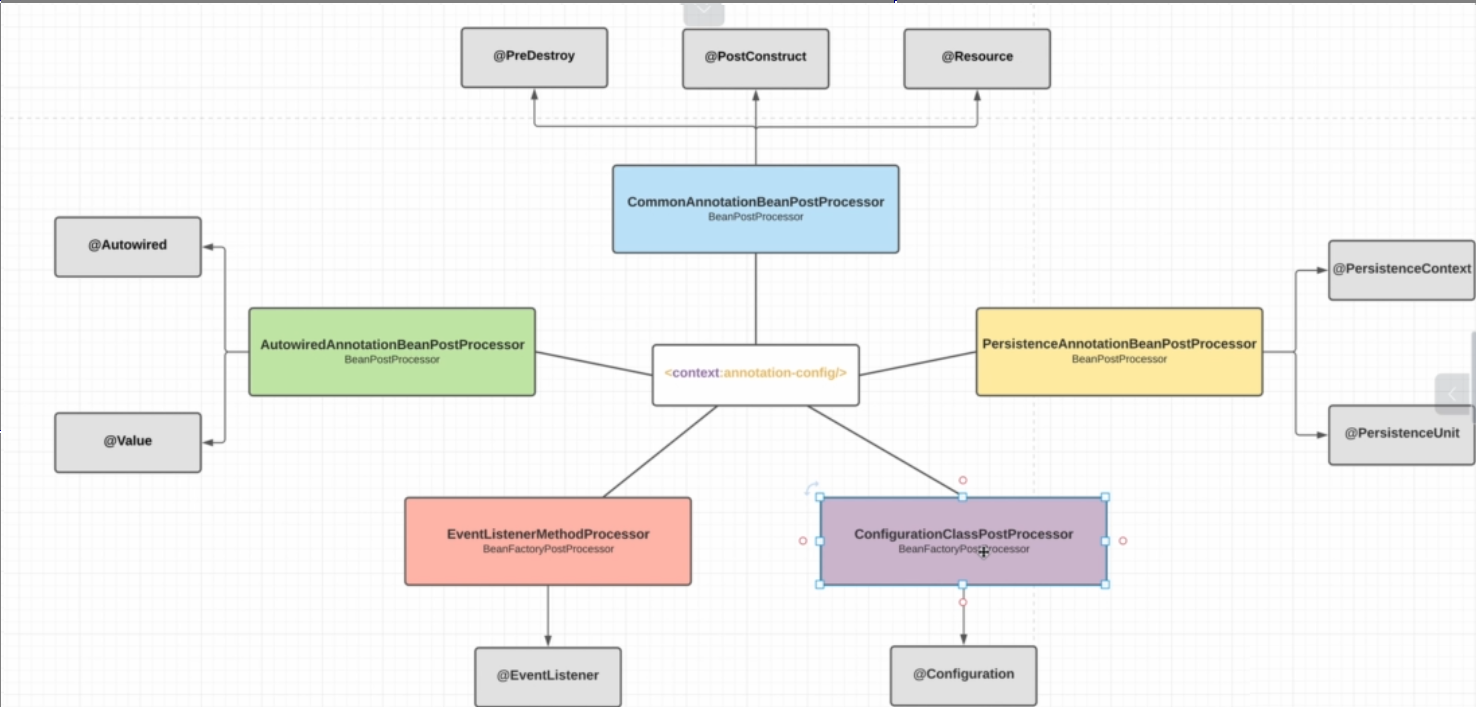 @PreDestroy
@PostConstruct
@Resource
CommonAnnotationBeanPostProcessor
BeanPostProcessor
@Autowired
@PersistenceContext
AutowiredAnnotationBeanPostProcessor
BeanPostProcessor
PersistenceAnnotationBeanPostProcessor
BeanPostProcessor
<context:annotation-config/>
@Value
@PersistenceUnit
EventListenerMethodProcessor
BeanFactoryPostProcessor
ConfigurationClassPostProcessor
BeanFactoryPostProcessor
@EventListener
@Configuration